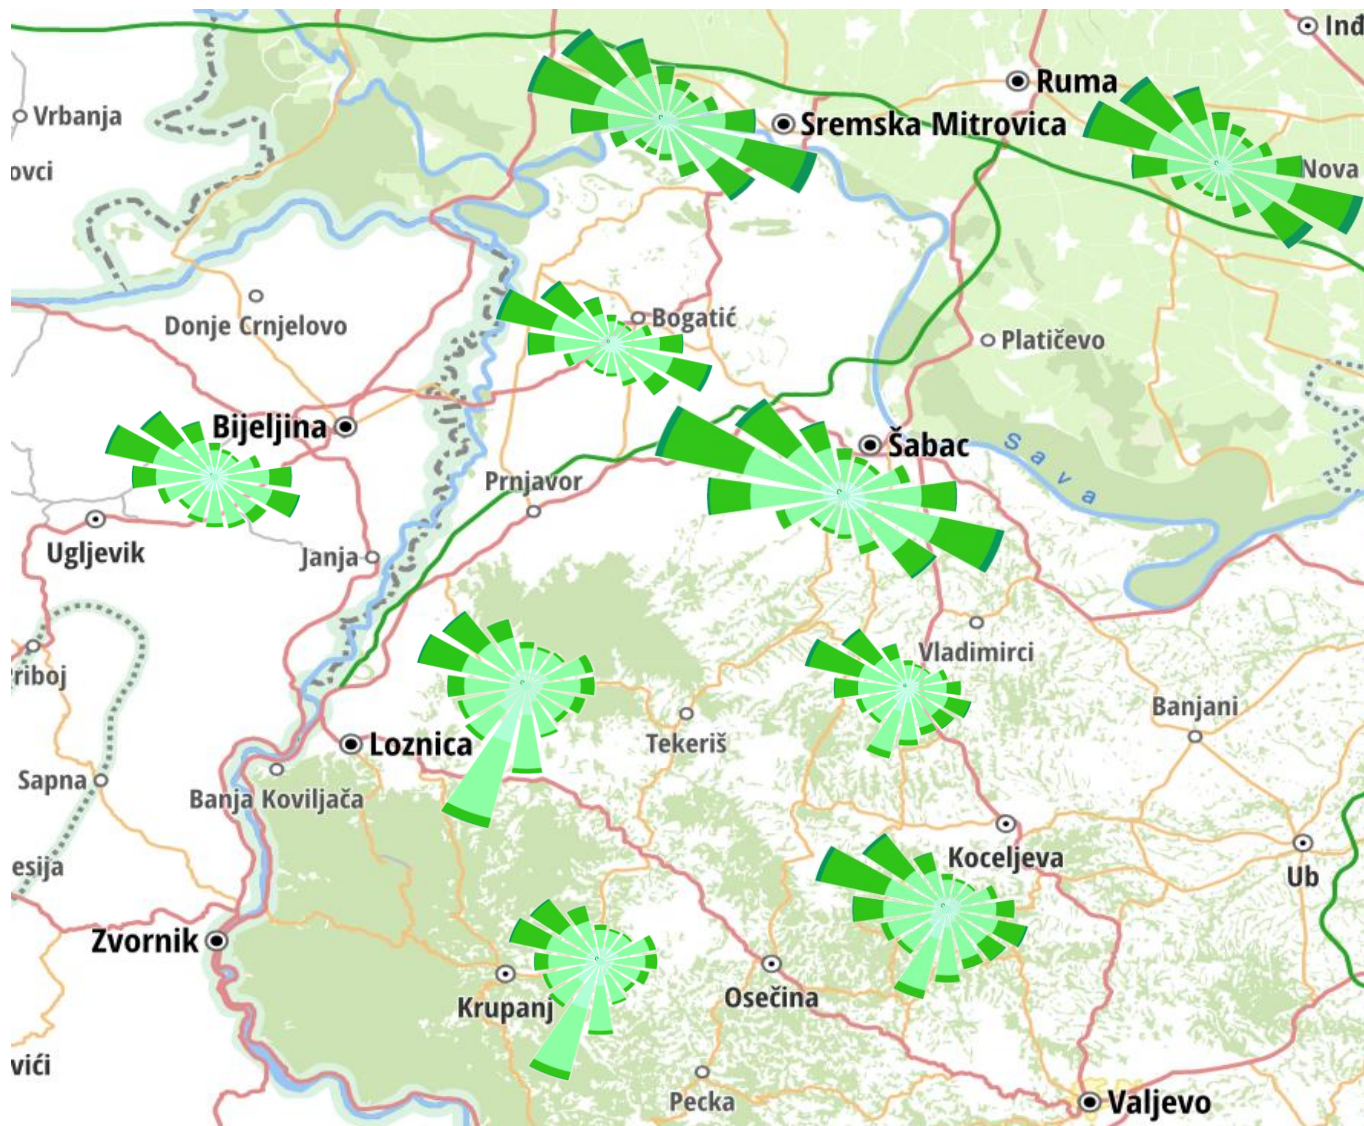 Inđ
Ruma
Vrbanja
Sremska Mitrovica
ovci
Nova
Donje Crnjelovo
Bogatić
Platičevo
Bijeljina
Šabac
Sava
Prnjavor
Ugljevik
Janja
Vladimirci
riboj
Banjani
Loznica
Tekeriš
Sapna
Banja Koviljača
Koceljeva
esija
Ub
Zvornik
Osečina
Krupanj
vići
Pecka
Valjevo